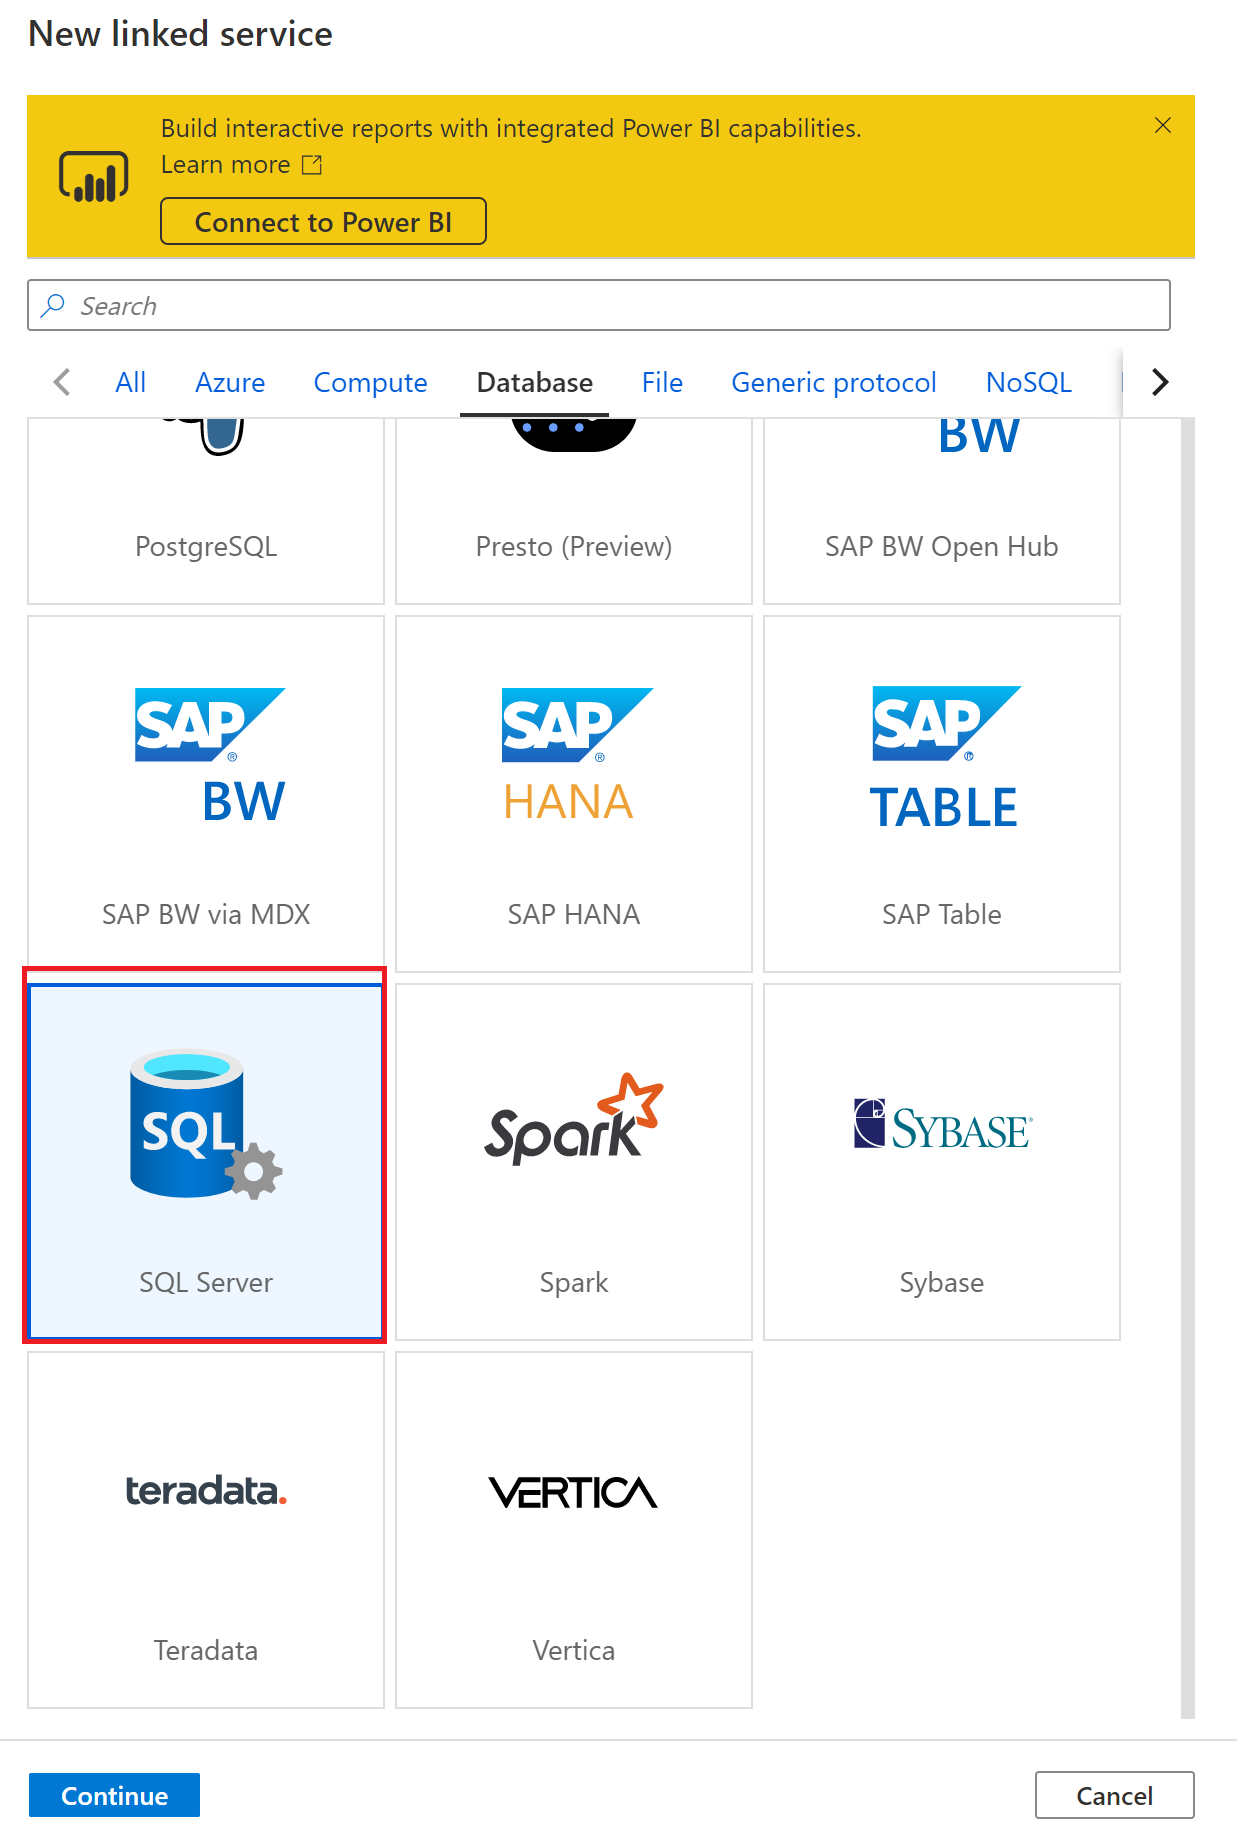 New linked service
Build interactive reports with integrated Power BI capabilities.
Learn more
Connect to Power BI
Search
All Azure Compute Database File Generic protocol NoSQL
BW
PostgreSQL Presto (Preview) SAP BW Open Hub
SAP® SAP® SAP®
BW HANA TABLE
SAP BW via MDX SAP HANA SAP Table
SQL Spark SYBASE®
SQL Server Spark Sybase
teradata. VERTICA
Teradata Vertica
Continue Cancel